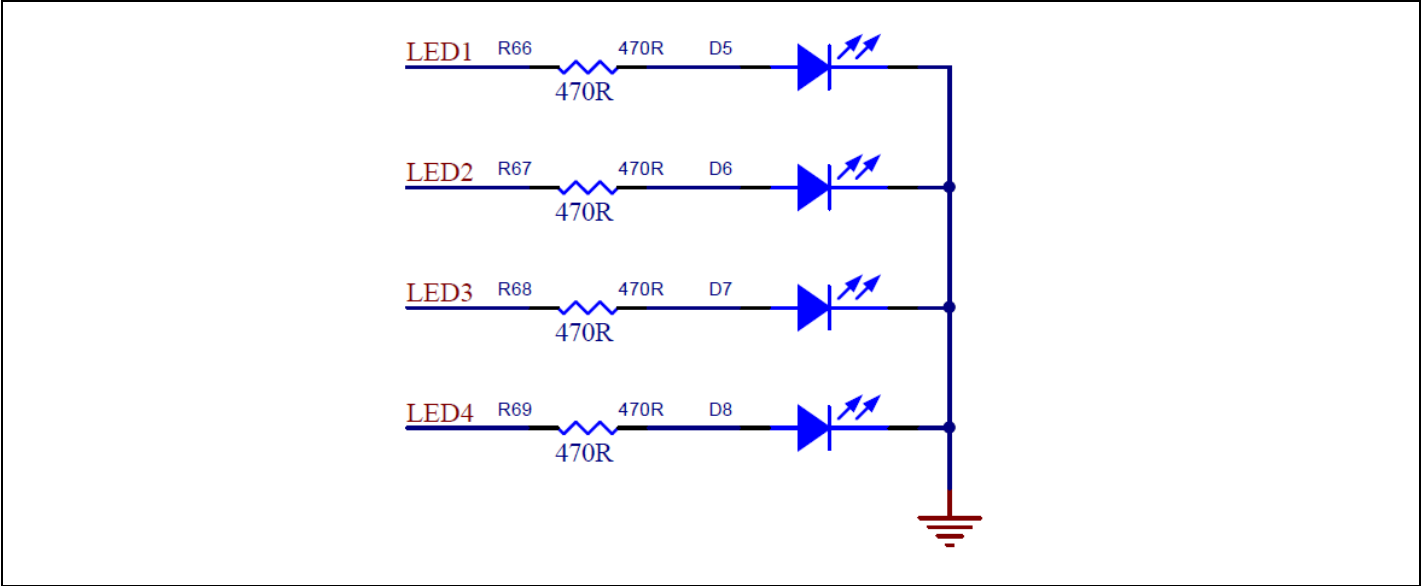 LED1 R66 470R D5
470R
LED2 R67 470R D6
470R
LED3 R68 470R D7
470R
LED4 R69 470R D8
470R